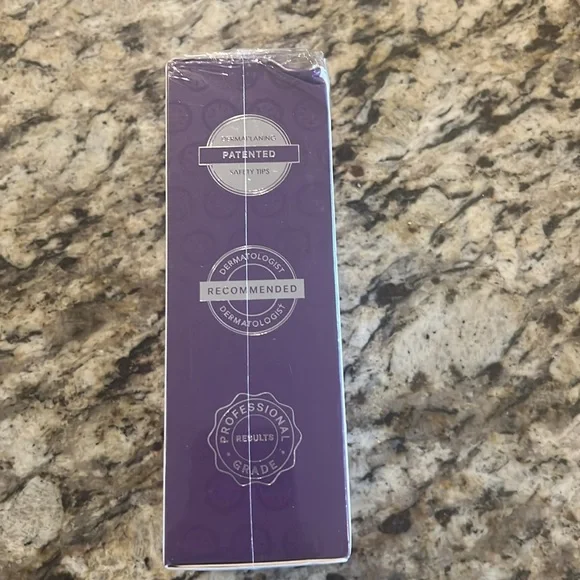 DERMAPLANING
PATENTED
SAFETY TIPS
DERMATOLOGIST
RECOMMENDED
DERMATOLOGIST
PROFESSIONAL
RESULTS
GRADE